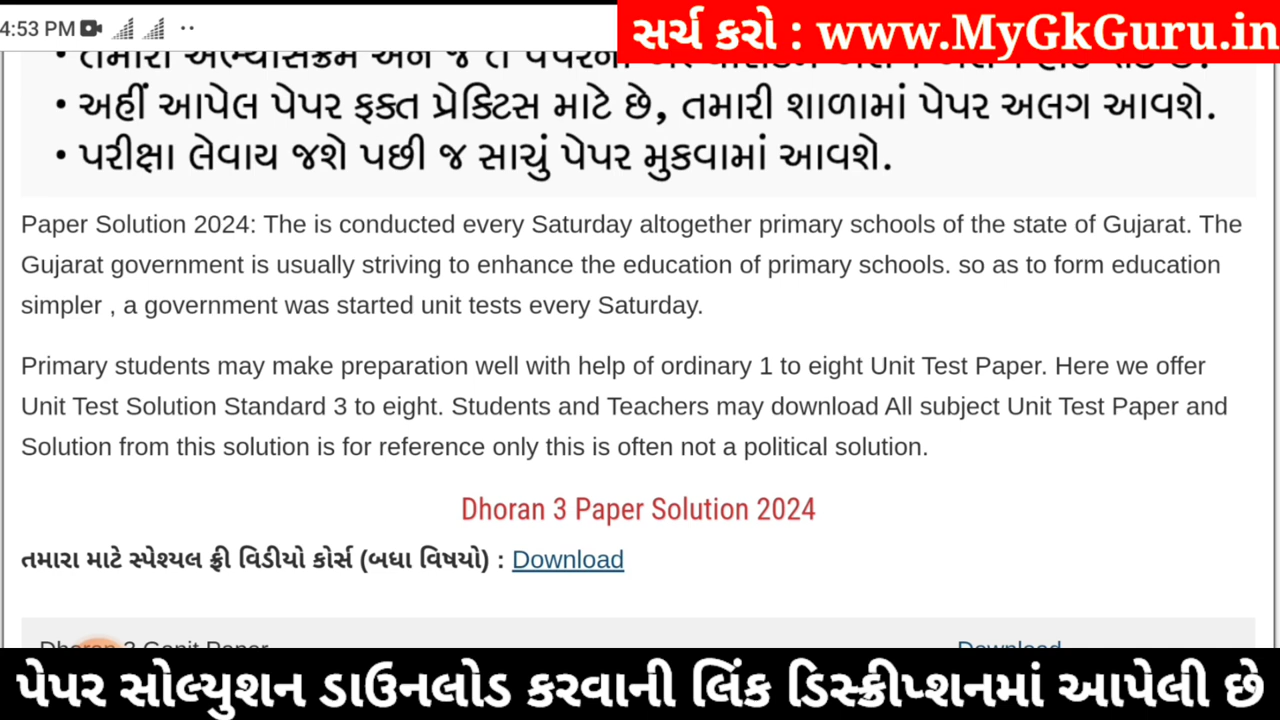 4:53 PM
સર્ચ કરો : www.MyGkGuru.in
• અહીં આપેલ પેપર ફક્ત પ્રેક્ટિસ માટે છે, તમારી શાળામાં પેપર અલગ આવશે.
• પરીક્ષા લેવાય જશે પછી જ સાચું પેપર મુકવામાં આવશે.
Paper Solution 2024: The is conducted every Saturday altogether primary schools of the state of Gujarat. The
Gujarat government is usually striving to enhance the education of primary schools. so as to form education
simpler , a government was started unit tests every Saturday.
Primary students may make preparation well with help of ordinary 1 to eight Unit Test Paper. Here we offer
Unit Test Solution Standard 3 to eight. Students and Teachers may download All subject Unit Test Paper and
Solution from this solution is for reference only this is often not a political solution.
Dhoran 3 Paper Solution 2024
તમારા માટે સ્પેશ્યલ ફ્રી વિડીયો કોર્સ (બધા વિષયો) : Download
Dhoran 3 Ganit Paper Download
પેપર સોલ્યુશન ડાઉનલોડ કરવાની લિંક ડિસ્ક્રીપ્શનમાં આપેલી છે